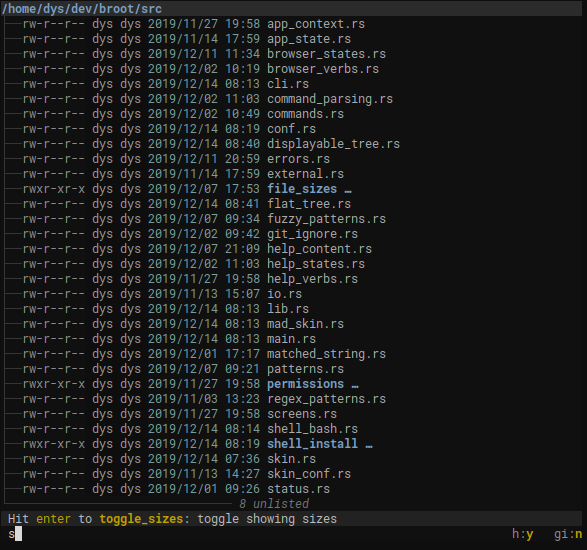 /home/dys/dev/broot/src
rw-r--r-- dys dys 2019/11/27 19:58 app_context.rs
rw-r--r-- dys dys 2019/11/14 17:59 app_state.rs
rw-r--r-- dys dys 2019/12/11 11:34 browser_states.rs
rw-r--r-- dys dys 2019/12/02 10:19 browser_verbs.rs
rw-r--r-- dys dys 2019/12/14 08:13 cli.rs
rw-r--r-- dys dys 2019/12/02 11:03 command_parsing.rs
rw-r--r-- dys dys 2019/12/02 10:49 commands.rs
rw-r--r-- dys dys 2019/12/14 08:19 conf.rs
rw-r--r-- dys dys 2019/12/14 08:40 displayable_tree.rs
rw-r--r-- dys dys 2019/12/11 20:59 errors.rs
rw-r--r-- dys dys 2019/11/14 17:59 external.rs
rwxr-xr-x dys dys 2019/12/07 17:53 file_sizes …
rw-r--r-- dys dys 2019/12/14 08:41 flat_tree.rs
rw-r--r-- dys dys 2019/12/07 09:34 fuzzy_patterns.rs
rw-r--r-- dys dys 2019/12/02 09:42 git_ignore.rs
rw-r--r-- dys dys 2019/12/07 21:09 help_content.rs
rw-r--r-- dys dys 2019/12/02 11:03 help_states.rs
rw-r--r-- dys dys 2019/11/27 19:58 help_verbs.rs
rw-r--r-- dys dys 2019/11/13 15:07 io.rs
rw-r--r-- dys dys 2019/12/14 08:13 lib.rs
rw-r--r-- dys dys 2019/12/14 08:13 mad_skin.rs
rw-r--r-- dys dys 2019/12/14 08:13 main.rs
rw-r--r-- dys dys 2019/12/01 17:17 matched_string.rs
rw-r--r-- dys dys 2019/12/07 09:21 patterns.rs
rwxr-xr-x dys dys 2019/11/27 19:58 permissions …
rw-r--r-- dys dys 2019/11/03 13:23 regex_patterns.rs
rw-r--r-- dys dys 2019/11/27 19:58 screens.rs
rw-r--r-- dys dys 2019/12/14 08:14 shell_bash.rs
rwxr-xr-x dys dys 2019/12/14 08:19 shell_install …
rw-r--r-- dys dys 2019/12/14 07:36 skin.rs
rw-r--r-- dys dys 2019/11/13 14:27 skin_conf.rs
rw-r--r-- dys dys 2019/12/01 09:26 status.rs
8 unlisted
Hit enter to toggle_sizes: toggle showing sizes
s h:y gi:n